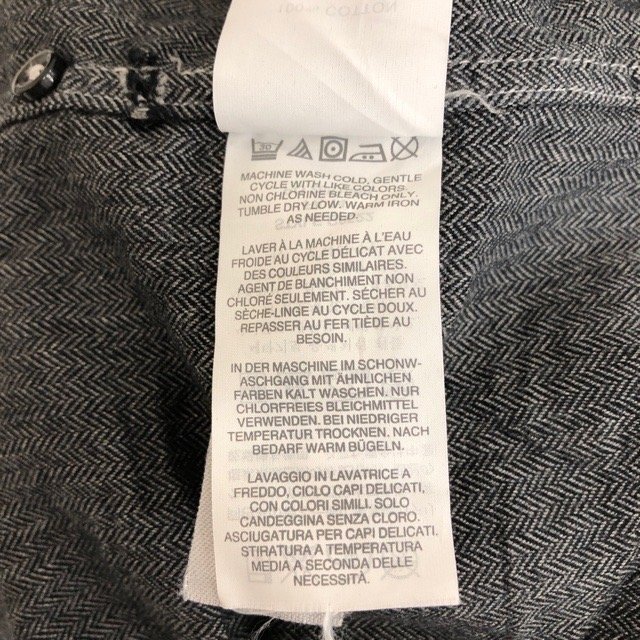 100% COTTON
30
MACHINE WASH COLD, GENTLE
CYCLE WITH LIKE COLORS.
NON CHLORINE BLEACH ONLY.
TUMBLE DRY LOW. WARM IRON
AS NEEDED.
LAVER À LA MACHINE À L'EAU
FROIDE AU CYCLE DÉLICAT AVEC
DES COULEURS SIMILAIRES.
AGENT DE BLANCHIMENT NON
CHLORÉ SEULEMENT. SÉCHER AU
SÈCHE-LINGE AU CYCLE DOUX.
REPASSER AU FER TIÈDE AU
BESOIN.
IN DER MASCHINE IM SCHONW-
ASCHGANG MIT ÄHNLICHEN
FARBEN KALT WASCHEN. NUR
CHLORFREIES BLEICHMITTEL
VERWENDEN. BEI NIEDRIGER
TEMPERATUR TROCKNEN. NACH
BEDARF WARM BÜGELN.
LAVAGGIO IN LAVATRICE A
FREDDO, CICLO CAPI DELICATI,
CON COLORI SIMILI. SOLO
CANDEGGINA SENZA CLORO.
ASCIUGATURA PER CAPI DELICATI.
STIRATURA A TEMPERATURA
MEDIA A SECONDA DELLE
NECESSITÀ.